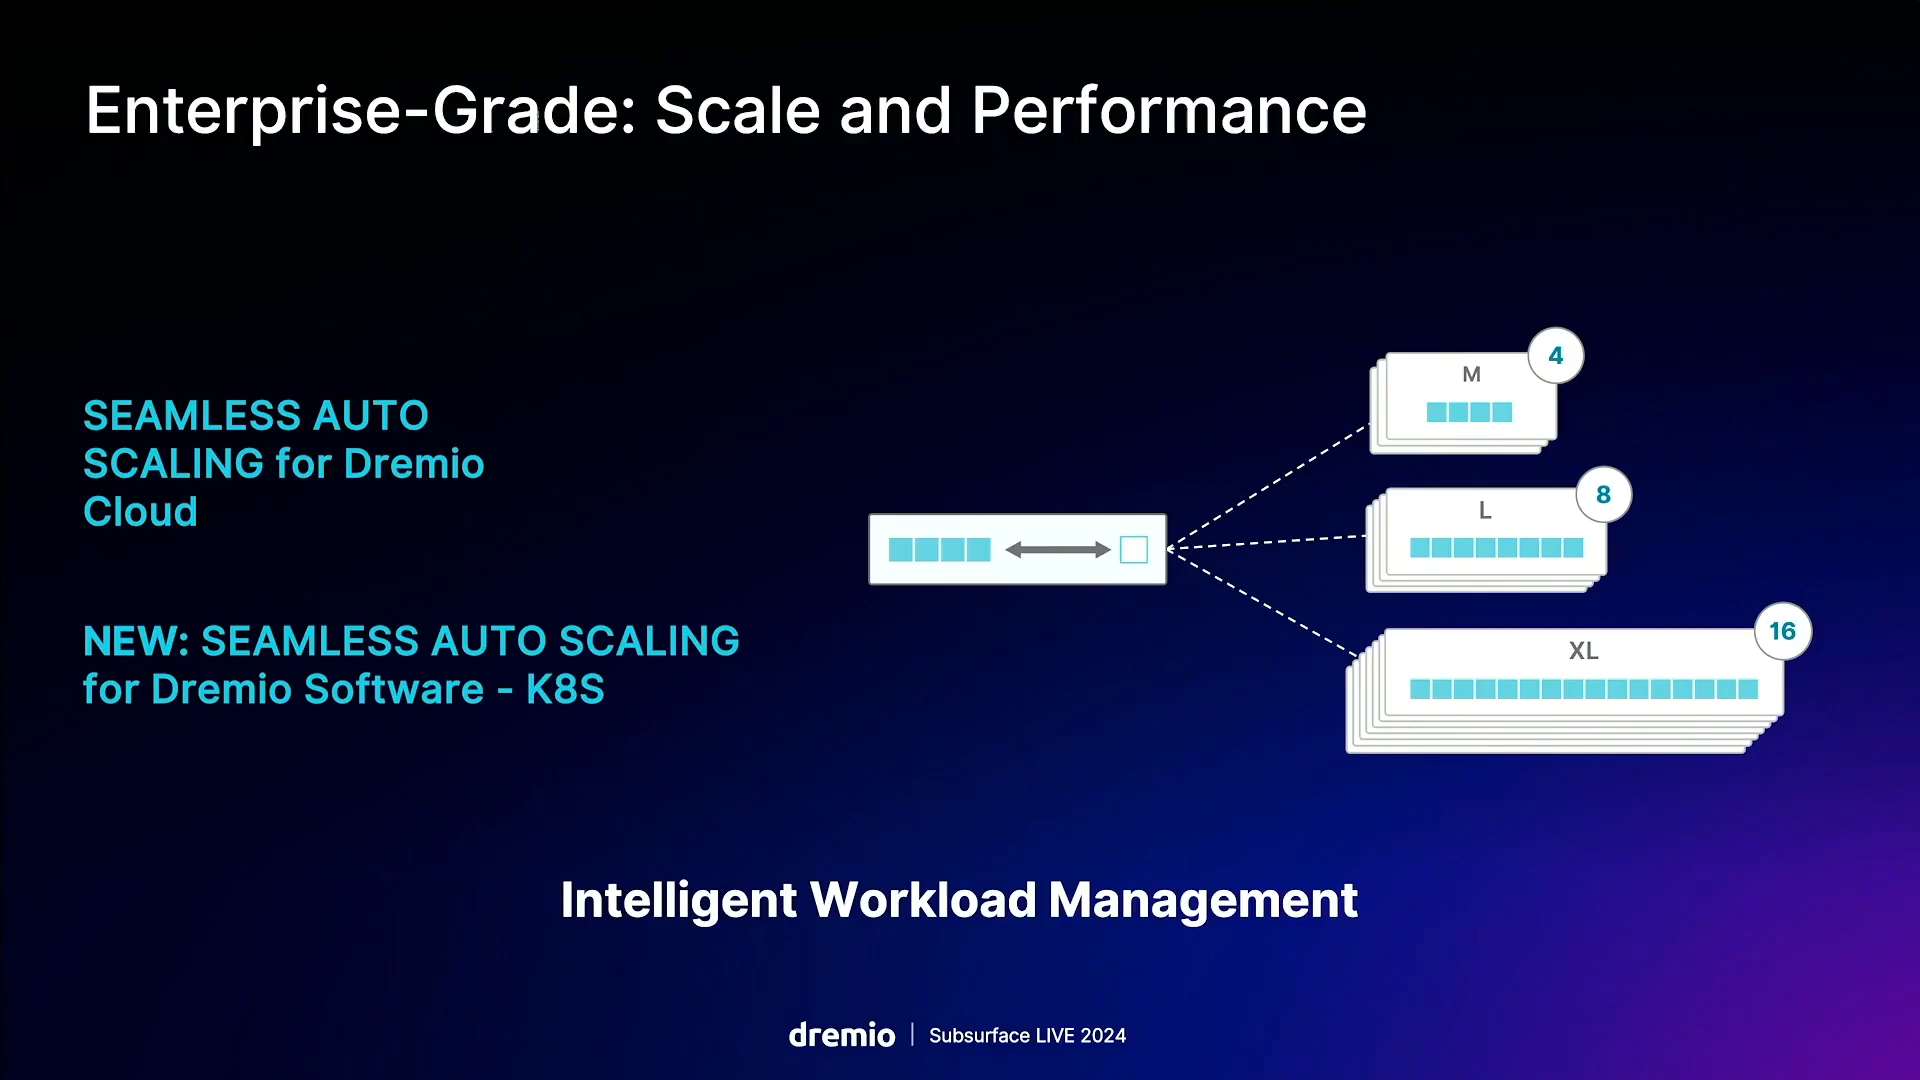 Enterprise-Grade: Scale and Performance
SEAMLESS AUTO
SCALING for Dremio
Cloud
NEW: SEAMLESS AUTO SCALING
for Dremio Software - K8S
4
M
8
L
16
XL
Intelligent Workload Management
dremio | Subsurface LIVE 2024